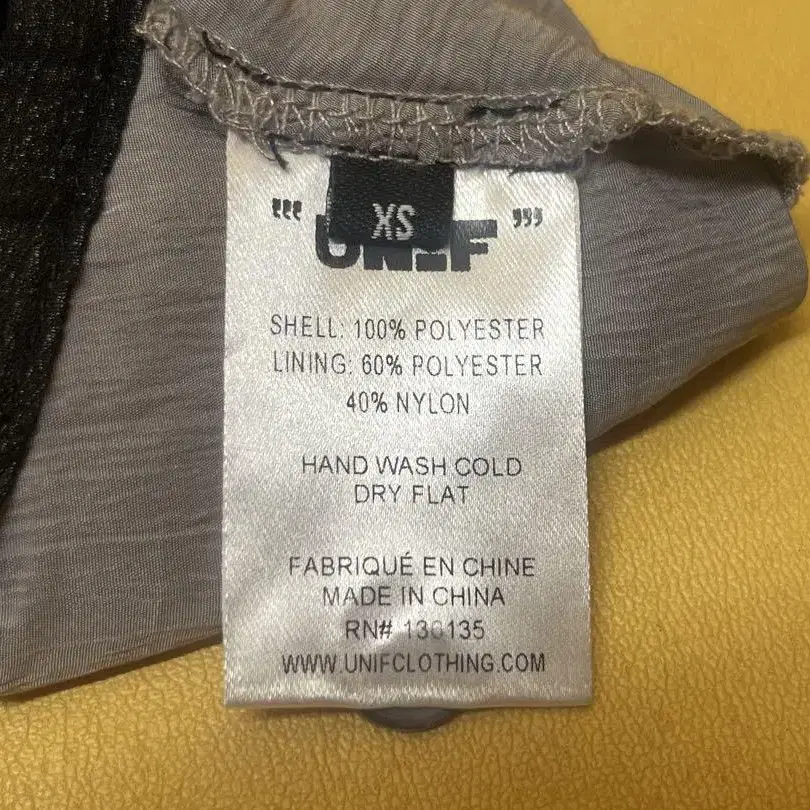 XS
““ UNIF ””
SHELL: 100% POLYESTER
LINING: 60% POLYESTER
40% NYLON
HAND WASH COLD
DRY FLAT
FABRIQUÉ EN CHINE
MADE IN CHINA
RN# 136135
WWW.UNIFCLOTHING.COM